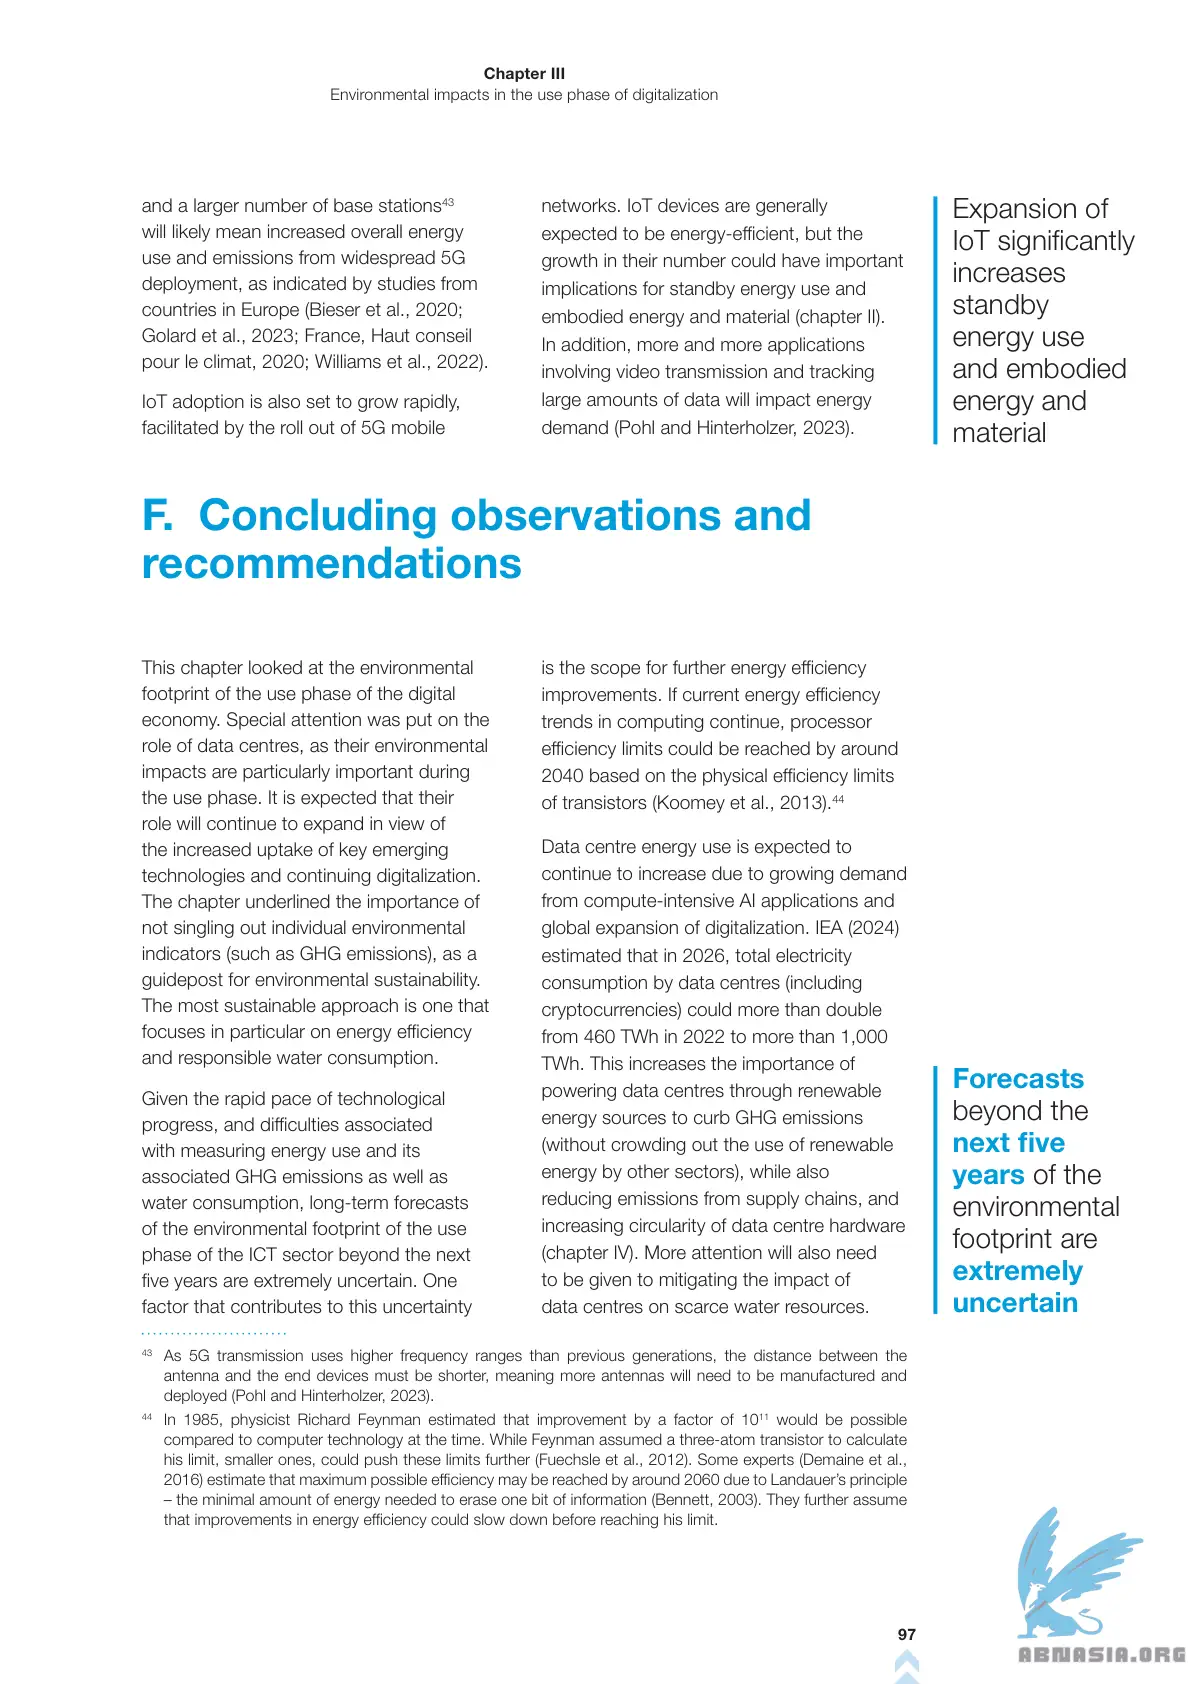 Chapter III
Environmental impacts in the use phase of digitalization
and a larger number of base stations⁴³
will likely mean increased overall energy
use and emissions from widespread 5G
deployment, as indicated by studies from
countries in Europe (Bieser et al., 2020;
Golard et al., 2023; France, Haut conseil
pour le climat, 2020; Williams et al., 2022).
IoT adoption is also set to grow rapidly,
facilitated by the roll out of 5G mobile
networks. IoT devices are generally
expected to be energy-efficient, but the
growth in their number could have important
implications for standby energy use and
embodied energy and material (chapter II).
In addition, more and more applications
involving video transmission and tracking
large amounts of data will impact energy
demand (Pohl and Hinterholzer, 2023).
Expansion of
IoT significantly
increases
standby
energy use
and embodied
energy and
material
F. Concluding observations and
recommendations
This chapter looked at the environmental
footprint of the use phase of the digital
economy. Special attention was put on the
role of data centres, as their environmental
impacts are particularly important during
the use phase. It is expected that their
role will continue to expand in view of
the increased uptake of key emerging
technologies and continuing digitalization.
The chapter underlined the importance of
not singling out individual environmental
indicators (such as GHG emissions), as a
guidepost for environmental sustainability.
The most sustainable approach is one that
focuses in particular on energy efficiency
and responsible water consumption.
Given the rapid pace of technological
progress, and difficulties associated
with measuring energy use and its
associated GHG emissions as well as
water consumption, long-term forecasts
of the environmental footprint of the use
phase of the ICT sector beyond the next
five years are extremely uncertain. One
factor that contributes to this uncertainty
is the scope for further energy efficiency
improvements. If current energy efficiency
trends in computing continue, processor
efficiency limits could be reached by around
2040 based on the physical efficiency limits
of transistors (Koomey et al., 2013).⁴⁴
Data centre energy use is expected to
continue to increase due to growing demand
from compute-intensive AI applications and
global expansion of digitalization. IEA (2024)
estimated that in 2026, total electricity
consumption by data centres (including
cryptocurrencies) could more than double
from 460 TWh in 2022 to more than 1,000
TWh. This increases the importance of
powering data centres through renewable
energy sources to curb GHG emissions
(without crowding out the use of renewable
energy by other sectors), while also
reducing emissions from supply chains, and
increasing circularity of data centre hardware
(chapter IV). More attention will also need
to be given to mitigating the impact of
data centres on scarce water resources.
Forecasts
beyond the
next five
years of the
environmental
footprint are
extremely
uncertain
⁴³ As 5G transmission uses higher frequency ranges than previous generations, the distance between the
antenna and the end devices must be shorter, meaning more antennas will need to be manufactured and
deployed (Pohl and Hinterholzer, 2023).
⁴⁴ In 1985, physicist Richard Feynman estimated that improvement by a factor of 10¹¹ would be possible
compared to computer technology at the time. While Feynman assumed a three-atom transistor to calculate
his limit, smaller ones, could push these limits further (Fuechsle et al., 2012). Some experts (Demaine et al.,
2016) estimate that maximum possible efficiency may be reached by around 2060 due to Landauer’s principle
– the minimal amount of energy needed to erase one bit of information (Bennett, 2003). They further assume
that improvements in energy efficiency could slow down before reaching his limit.
97
ABNASIA.ORG